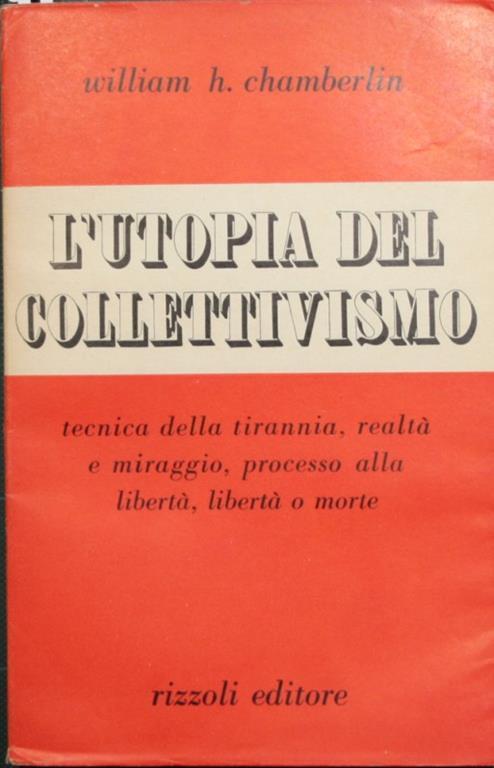 william h. chamberlin
L'UTOPIA DEL
COLLETTIVISMO
tecnica della tirannia, realtà
e miraggio, processo alla
libertà, libertà o morte
rizzoli editore